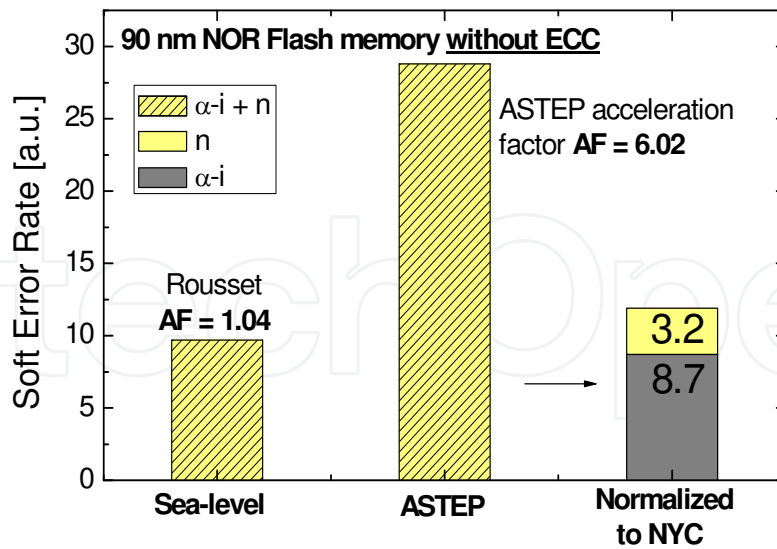 90 nm NOR Flash memory without ECC
α-i + n
n
α-i
ASTEP acceleration
factor AF = 6.02
Rousset
AF = 1.04
3.2
8.7
Soft Error Rate [a.u.]
30
25
20
15
10
5
0
Sea-level
ASTEP
Normalized
to NYC
techOpe